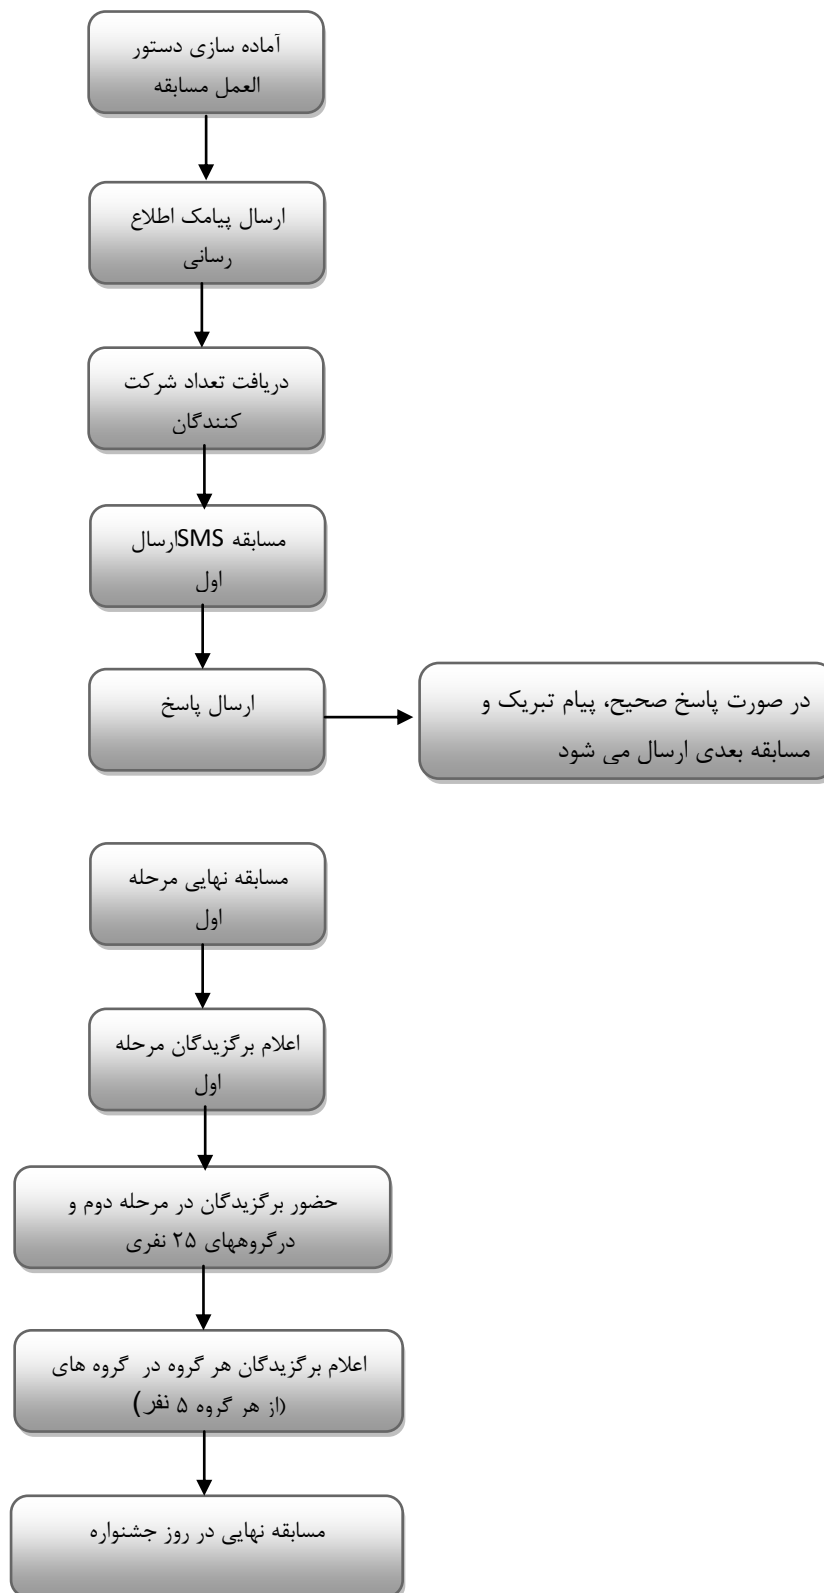 آماده سازی دستور
العمل مسابقه
ارسال پیامک اطلاع
رسانی
دریافت تعداد شرکت
کنندگان
مسابقه SMSارسال
اول
ارسال پاسخ
در صورت پاسخ صحیح، پیام تبریک و
مسابقه بعدی ارسال می شود
مسابقه نهایی مرحله
اول
اعلام برگزیدگان مرحله
اول
حضور برگزیدگان در مرحله دوم و
درگروههای ۲۵ نفری
اعلام برگزیدگان هر گروه در گروه های
(از هر گروه ۵ نفر)
مسابقه نهایی در روز جشنواره